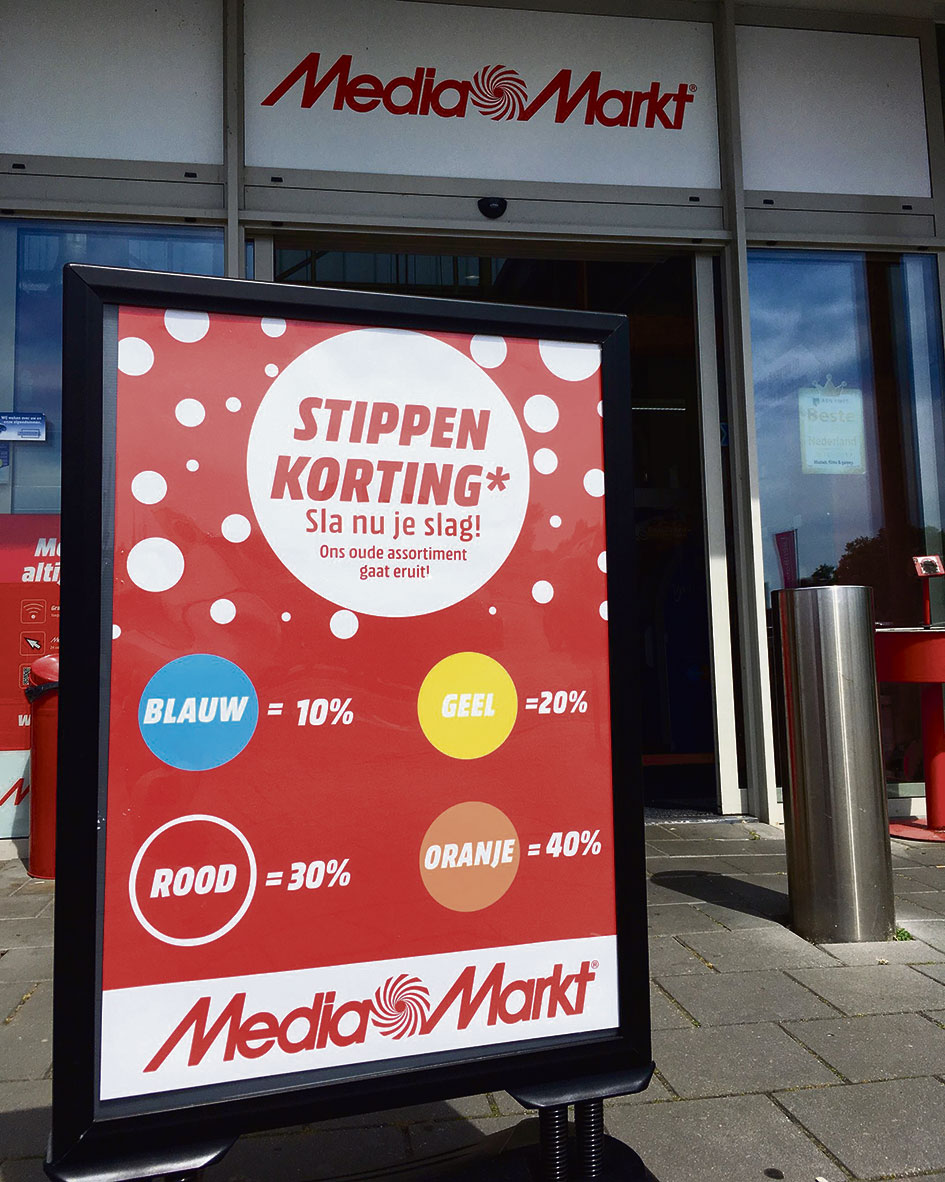 MediaMarkt®
STIPPEN
KORTING*
Sla nu je slag!
Ons oude assortiment
gaat eruit!
BLAUW = 10%
GEEL =20%
ROOD = 30%
ORANJE = 40%
MediaMarkt®
Beste
Nederland